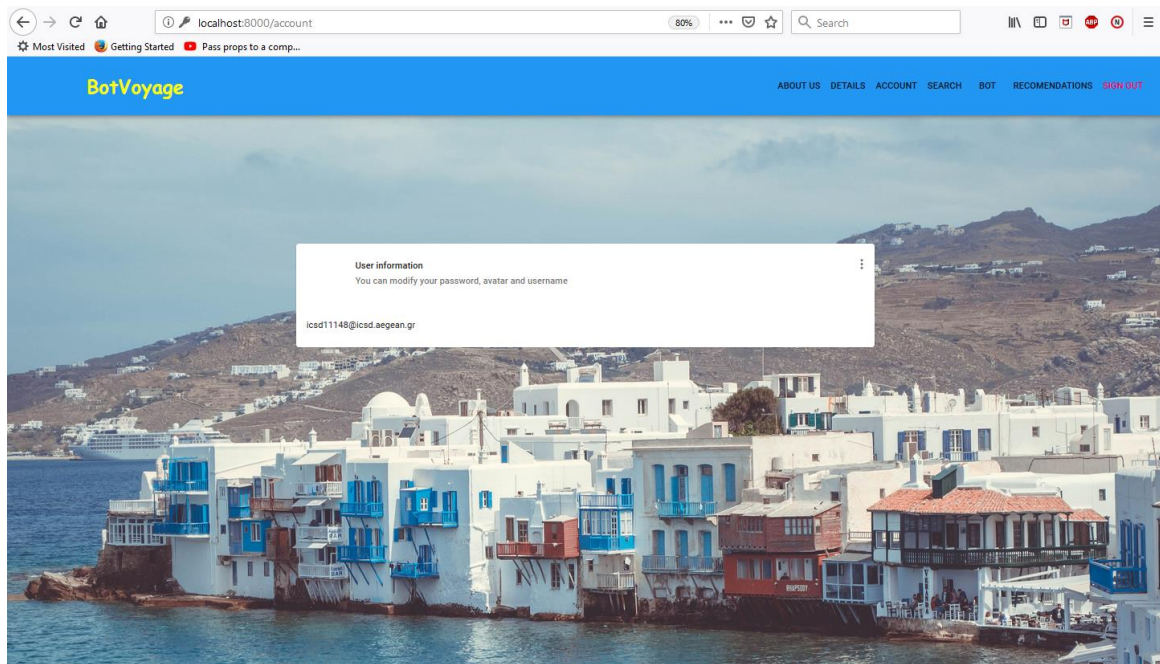 localhost:8000/account
80%
Search
Most Visited
Getting Started
Pass props to a comp...
BotVoyage
ABOUT US
DETAILS
ACCOUNT
SEARCH
BOT
RECOMENDATIONS
SIGN OUT
User information
You can modify your password, avatar and username
icsd11148@icsd.aegean.gr
RHAPSODY